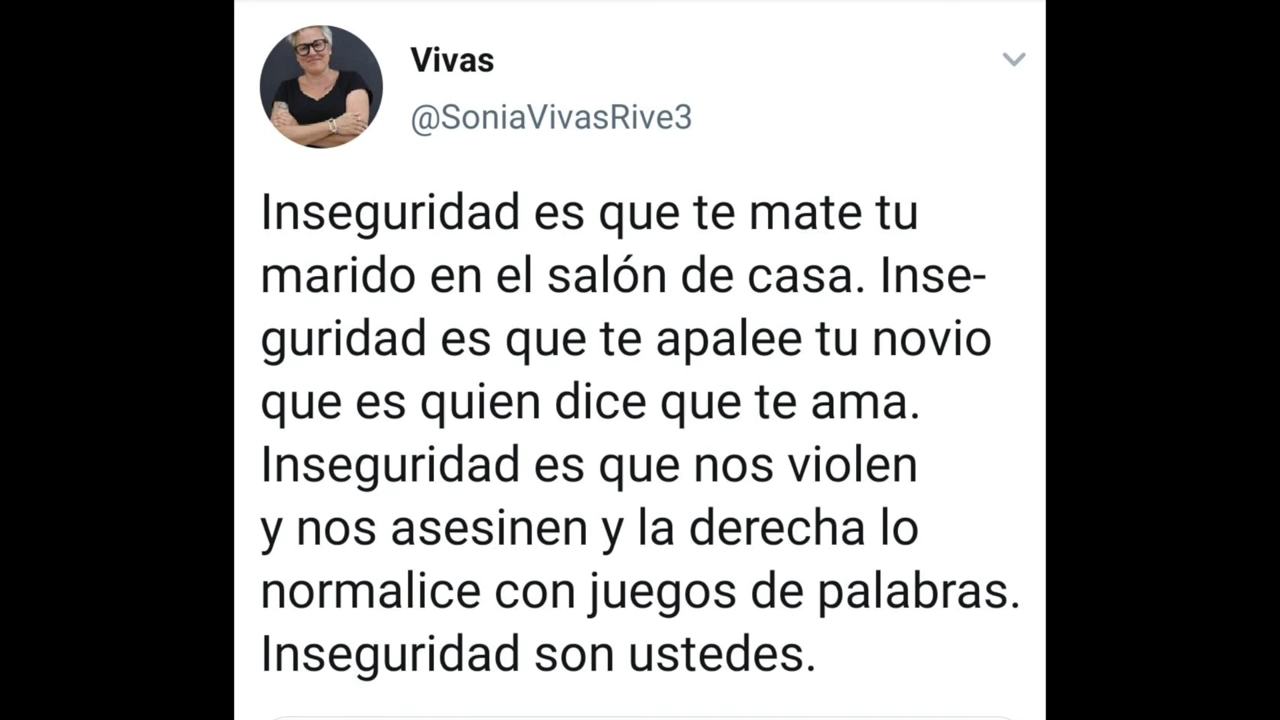 Vivas
@SoniaVivasRive3
Inseguridad es que te mate tu
marido en el salón de casa. Inse-
guridad es que te apalee tu novio
que es quien dice que te ama.
Inseguridad es que nos violen
y nos asesinen y la derecha lo
normalice con juegos de palabras.
Inseguridad son ustedes.